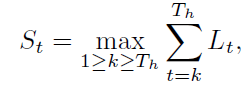 S_t = \max_{1 \geq k \geq T_h} \sum_{t=k}^{T_h} L_t,